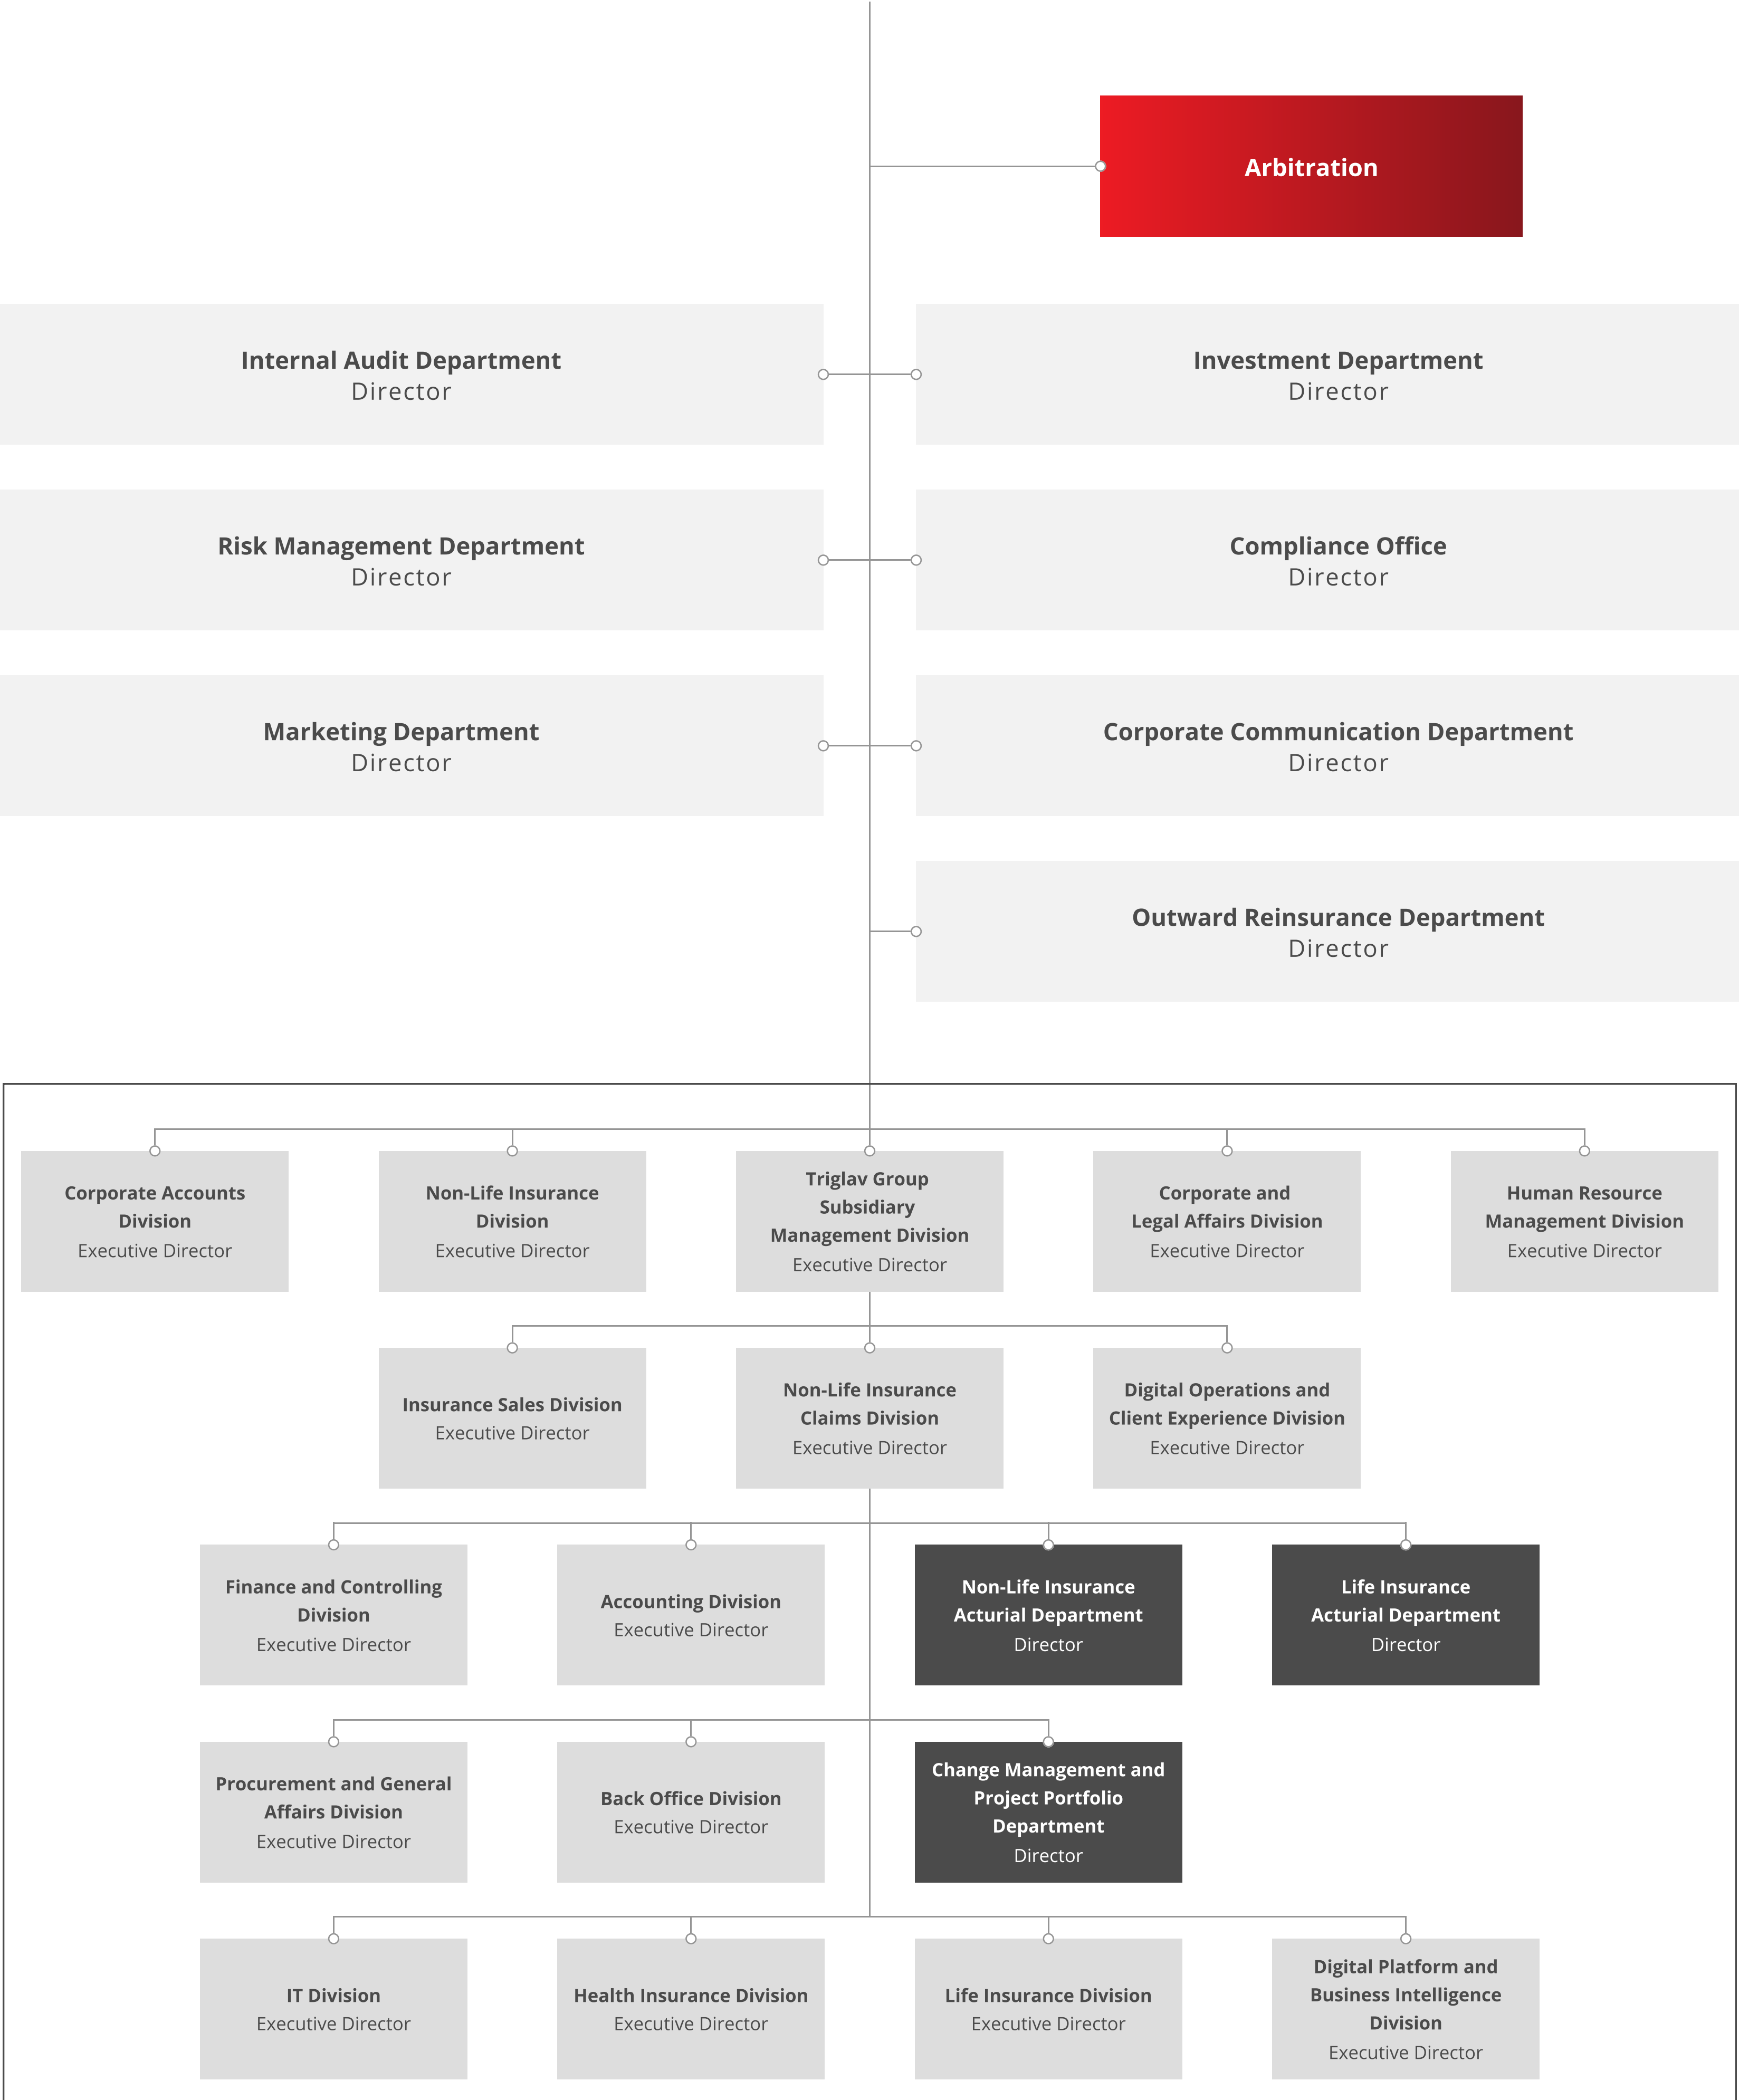 Arbitration
Internal Audit Department
Director
Investment Department
Director
Risk Management Department
Director
Compliance Office
Director
Marketing Department
Director
Corporate Communication Department
Director
Outward Reinsurance Department
Director
Corporate Accounts
Division
Executive Director
Non-Life Insurance
Division
Executive Director
Triglav Group
Subsidiary
Management Division
Executive Director
Corporate and
Legal Affairs Division
Executive Director
Human Resource
Management Division
Executive Director
Insurance Sales Division
Executive Director
Non-Life Insurance
Claims Division
Executive Director
Digital Operations and
Client Experience Division
Executive Director
Finance and Controlling
Division
Executive Director
Accounting Division
Executive Director
Non-Life Insurance
Acturial Department
Director
Life Insurance
Acturial Department
Director
Procurement and General
Affairs Division
Executive Director
Back Office Division
Executive Director
Change Management and
Project Portfolio
Department
Director
IT Division
Executive Director
Health Insurance Division
Executive Director
Life Insurance Division
Executive Director
Digital Platform and
Business Intelligence
Division
Executive Director